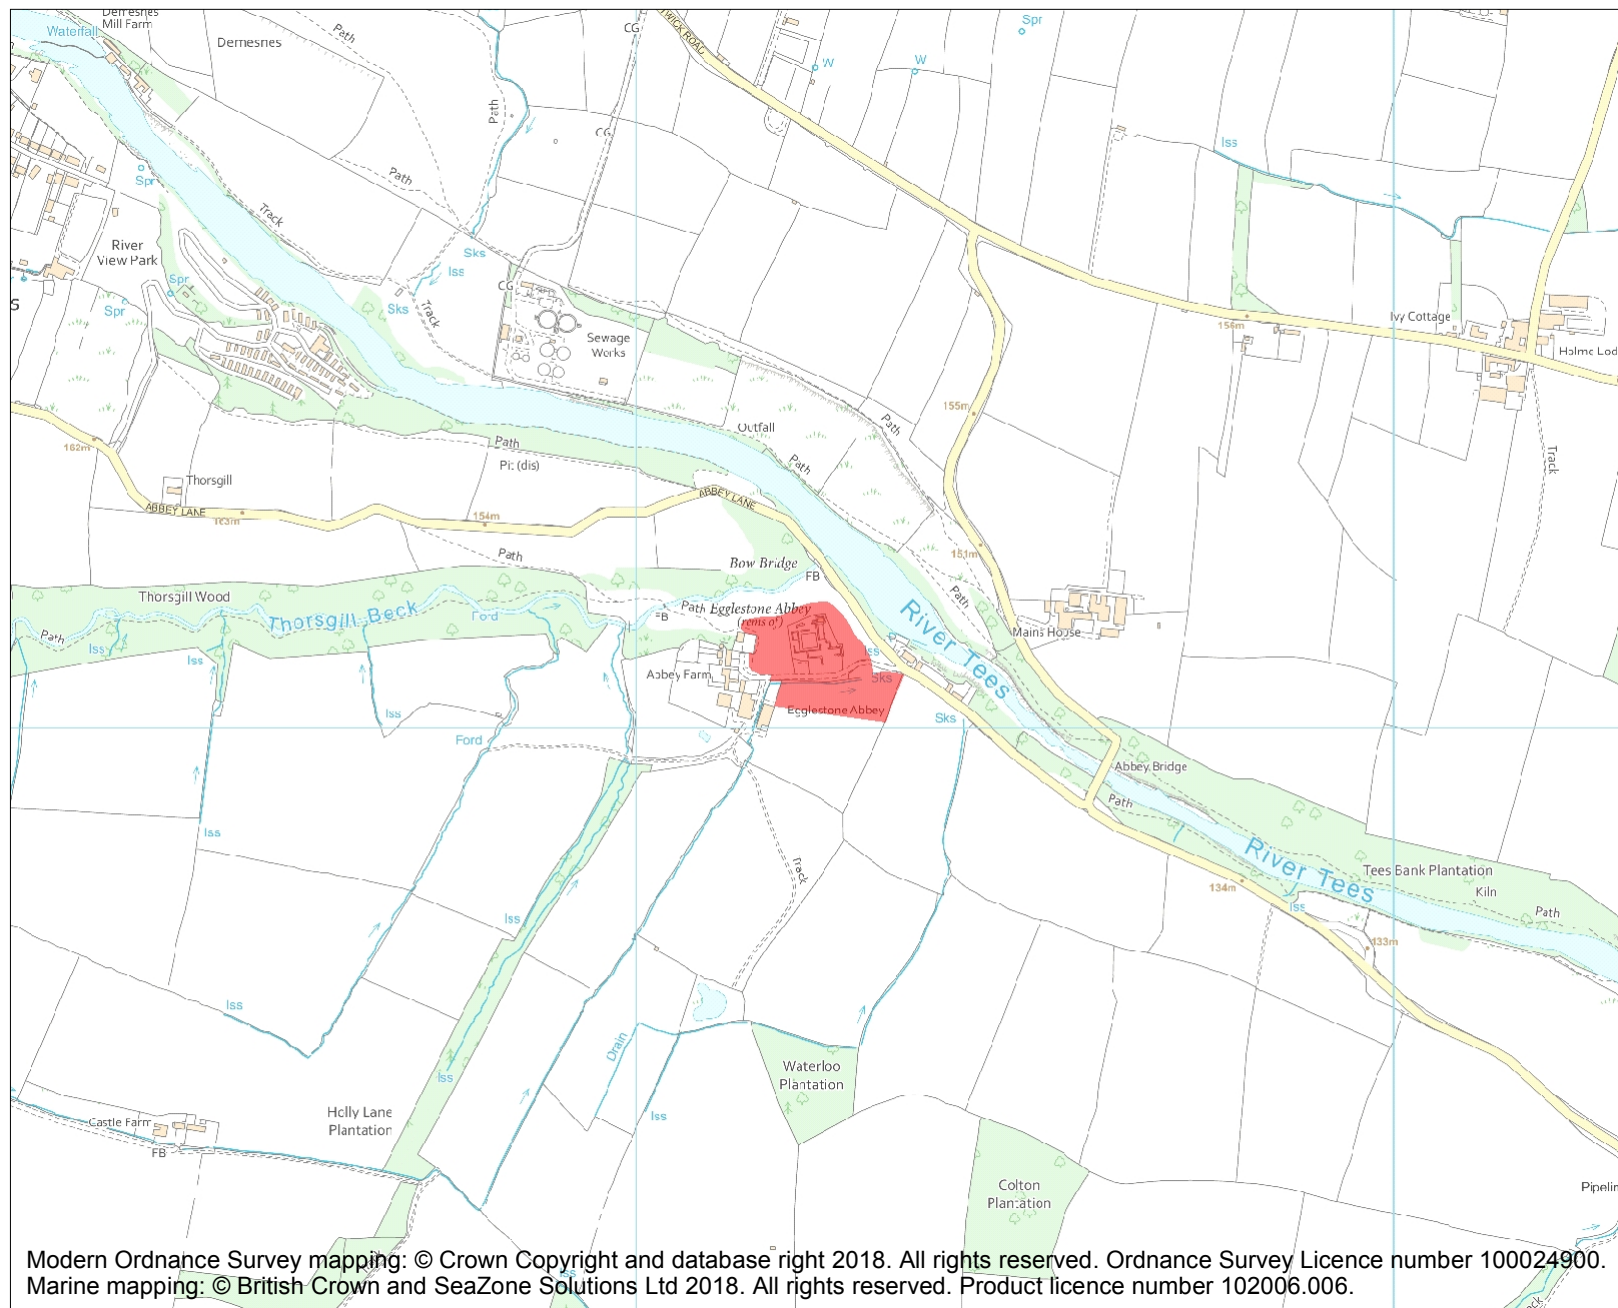 Demesnes
Mill Farm
Waterfall
Demesnes
Path
CG
TWICK ROAD
Spr
W
W
Path
CG
Iss
Path
Spr
Track
River
View Park
Sks
Iss
Spr
CG
Spr
Sks
Track
S
Sewage
Works
156m
Ivy Cottage
Holme Lod
155m
Path
Outfall
162m
Path
Path
Pit (dis)
Track
Thorsgill
ABBEY LANE
ABBEY LANE
163m
154m
151m
Path
Bow Bridge
FB
Thorsgill Wood
Path
Thorsgill Beck
Ford
FB
Path
Egglestone Abbey
(rems of)
River Tees
Mains House
Path
Iss
Iss
Iss
Abbey Farm
Sks
Egglestone Abbey
Iss
Sks
Ford
Abbey Bridge
Path
Iss
Track
River Tees
Tees Bank Plantation
134m
Kiln
Iss
Path
Iss
133m
Iss
Drain
Waterloo
Plantation
Iss
Iss
Holly Lane
Plantation
Castle Farm
FB
Colton
Plantation
Pipelin
Iss
Modern Ordnance Survey mapping: © Crown Copyright and database right 2018. All rights reserved. Ordnance Survey Licence number 100024900.
Marine mapping: © British Crown and SeaZone Solutions Ltd 2018. All rights reserved. Product licence number 102006.006.